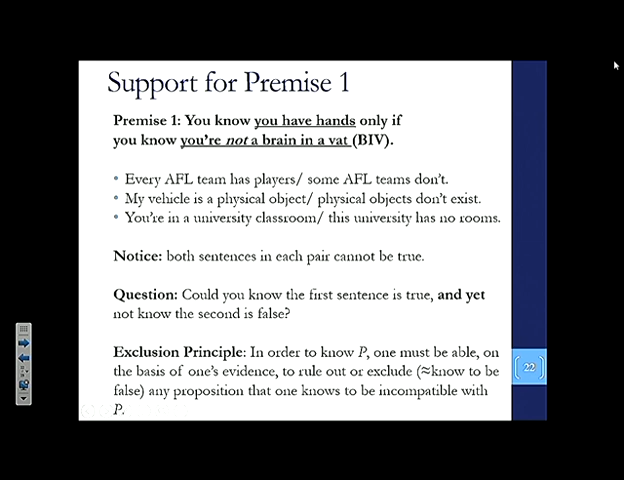 Support for Premise 1
Premise 1: You know you have hands only if
you know you're not a brain in a vat (BIV).
• Every AFL team has players/ some AFL teams don't.
• My vehicle is a physical object/ physical objects don't exist.
• You're in a university classroom/ this university has no rooms.
Notice: both sentences in each pair cannot be true.
Question: Could you know the first sentence is true, and yet
not know the second is false?
Exclusion Principle: In order to know P, one must be able, on
the basis of one's evidence, to rule out or exclude (≈know to be
false) any proposition that one knows to be incompatible with
P.
22